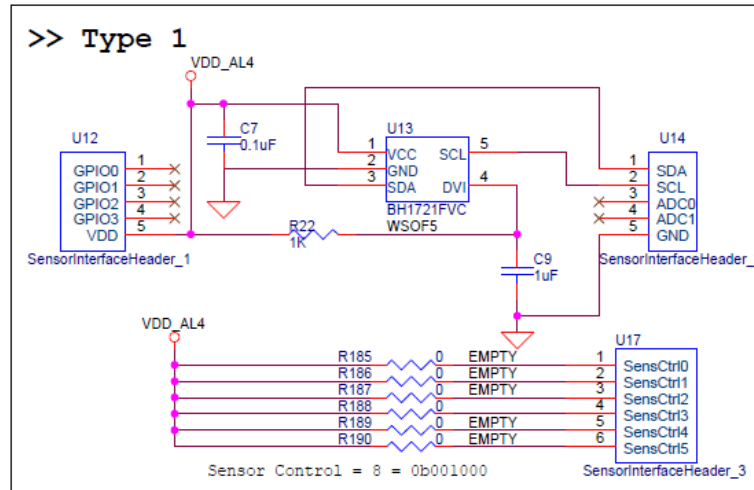 >> Type 1
VDD_AL4
U12
GPIO0 1
GPIO1 2
GPIO2 3
GPIO3 4
VDD 5
SensorInterfaceHeader_1
C7
0.1uF
U13
1 VCC SCL 5
2 GND
3 SDA DVI 4
BH1721FVC
WSOF5
U14
1 SDA
2 SCL
3 ADC0
4 ADC1
5 GND
SensorInterfaceHeader_
R22
1K
C9
1uF
VDD_AL4
U17
R185 0 EMPTY 1 SensCtrl0
R186 0 EMPTY 2 SensCtrl1
R187 0 EMPTY 3 SensCtrl2
R188 0 4 SensCtrl3
R189 0 EMPTY 5 SensCtrl4
R190 0 EMPTY 6 SensCtrl5
SensorInterfaceHeader_3
Sensor Control = 8 = 0b001000